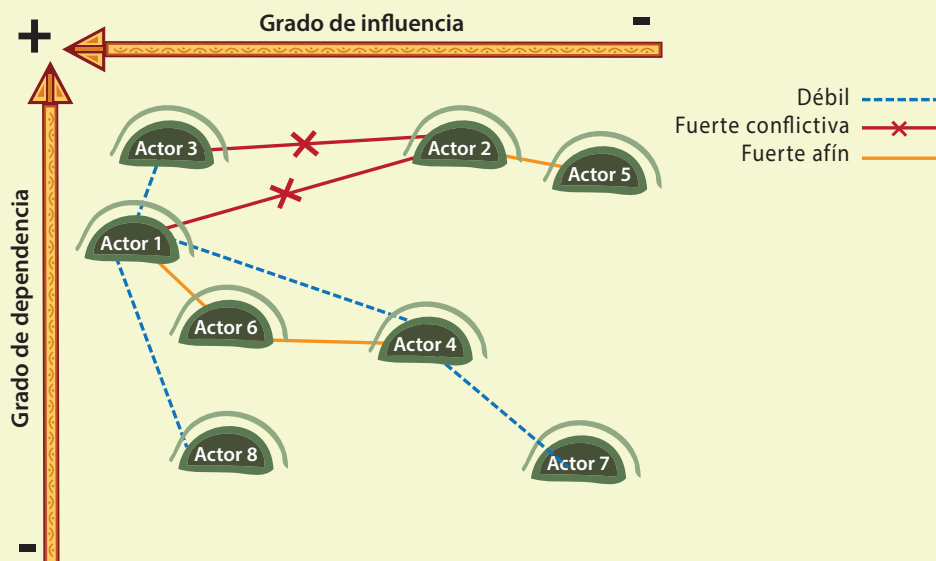 +
Grado de influencia
-
Débil
Fuerte conflictiva
Fuerte afín
Grado de dependencia
Actor 3
Actor 2
Actor 5
Actor 1
Actor 6
Actor 4
Actor 8
Actor 7
-